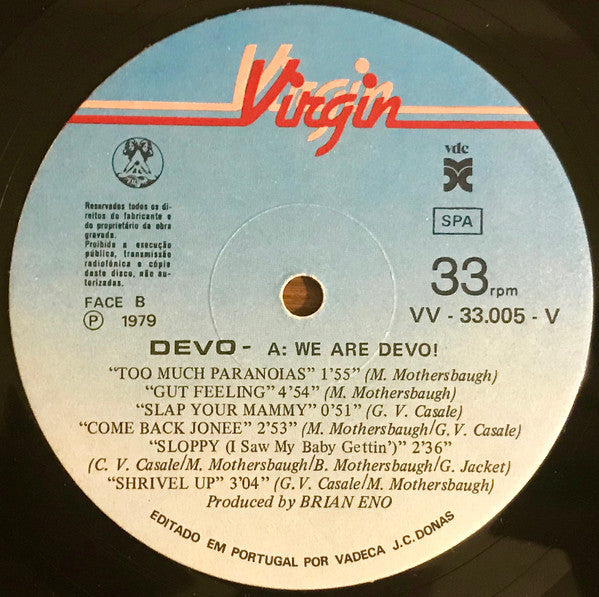 Virgin
vdc
SPA
Reservados todos os di-
reitos do fabricante e
do proprietário da obra
gravada.
Proibida a execução
pública, transmissão
radiofónica e cópia
deste disco, não au-
torizadas.
FACE B
Ⓟ 1979
33 rpm
VV - 33.005 - V
DEVO - A: WE ARE DEVO!
“TOO MUCH PARANOIAS” 1’55” (M. Mothersbaugh)
“GUT FEELING” 4’54” (M. Mothersbaugh)
“SLAP YOUR MAMMY” 0’51” (G. V. Casale)
“COME BACK JONEE” 2’53” (M. Mothersbaugh/G. V. Casale)
“SLOPPY (I Saw My Baby Gettin’)” 2’36”
(C. V. Casale/M. Mothersbaugh/B. Mothersbaugh/G. Jacket)
“SHRIVEL UP” 3’04” (G. V. Casale/M. Mothersbaugh)
Produced by BRIAN ENO
EDITADO EM PORTUGAL POR VADECA J.C. DONAS